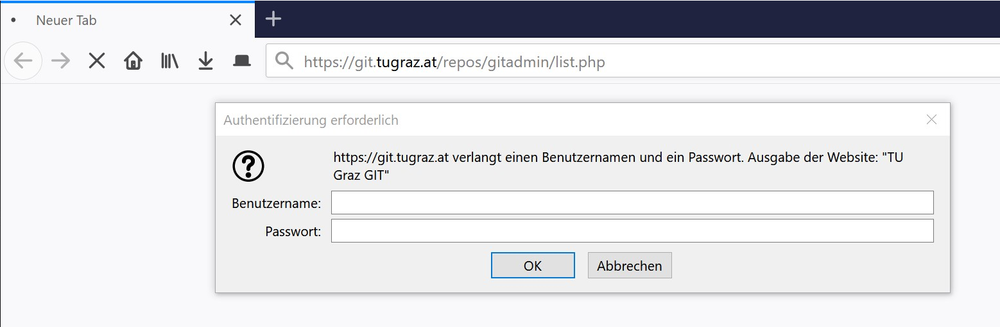 Neuer Tab
https://git.tugraz.at/repos/gitadmin/list.php
Authentifizierung erforderlich
https://git.tugraz.at verlangt einen Benutzernamen und ein Passwort. Ausgabe der Website: "TU
Graz GIT"
Benutzername:
Passwort:
OK
Abbrechen